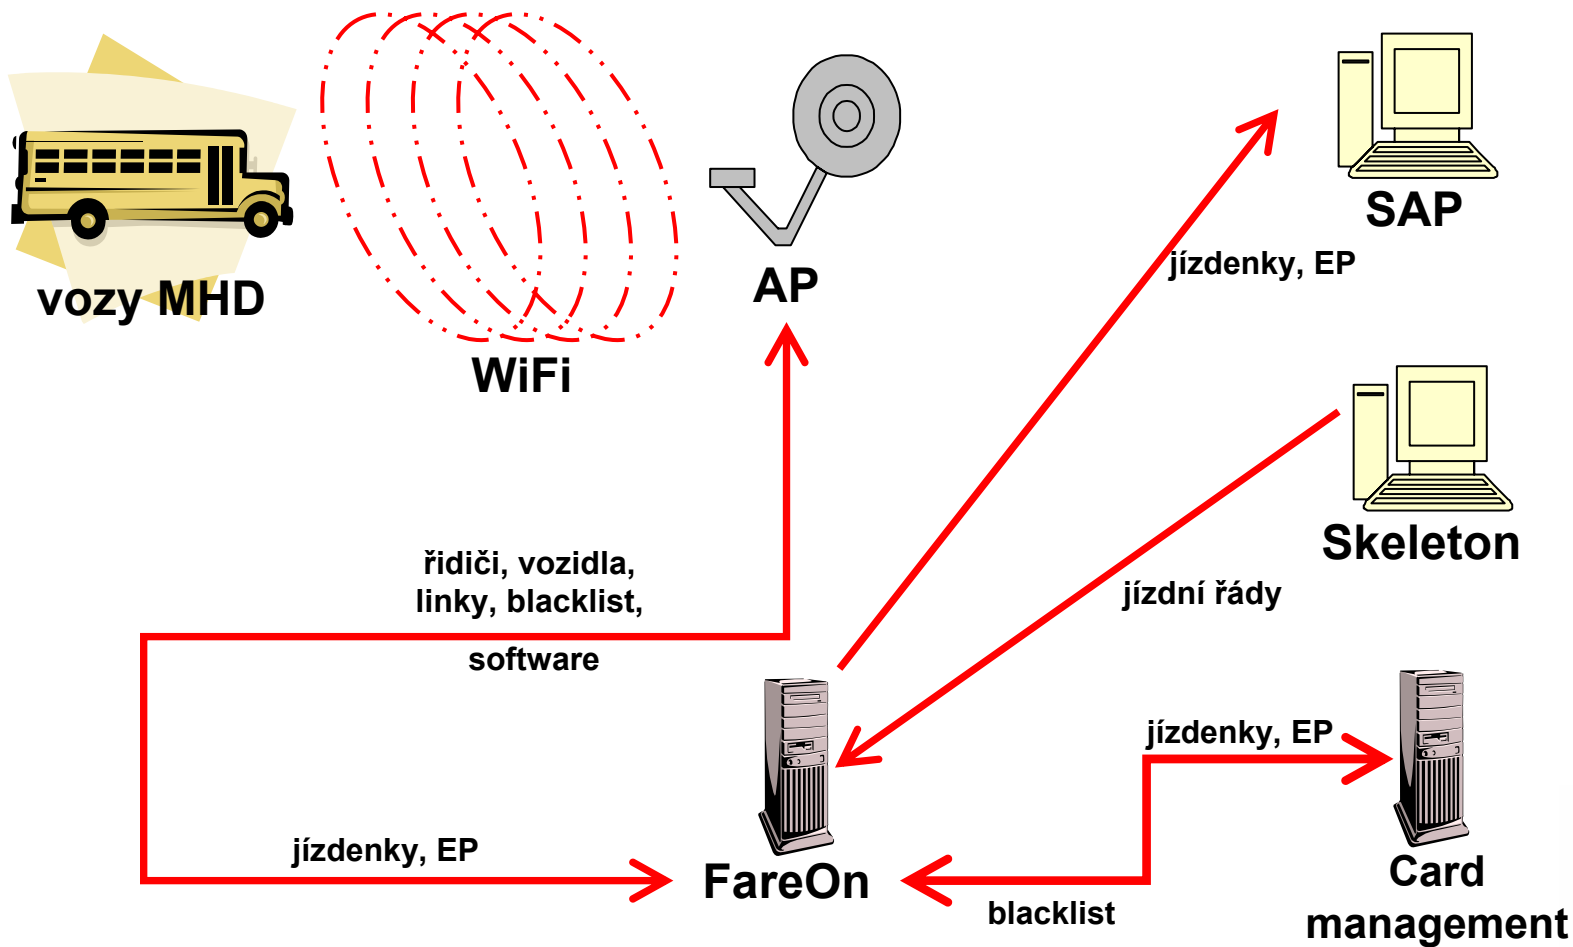 vozy MHD
WiFi
AP
SAP
jízdenky, EP
Skeleton
jízdní řády
řidiči, vozidla,
linky, blacklist,
software
jízdenky, EP
FareOn
jízdenky, EP
blacklist
Card
management